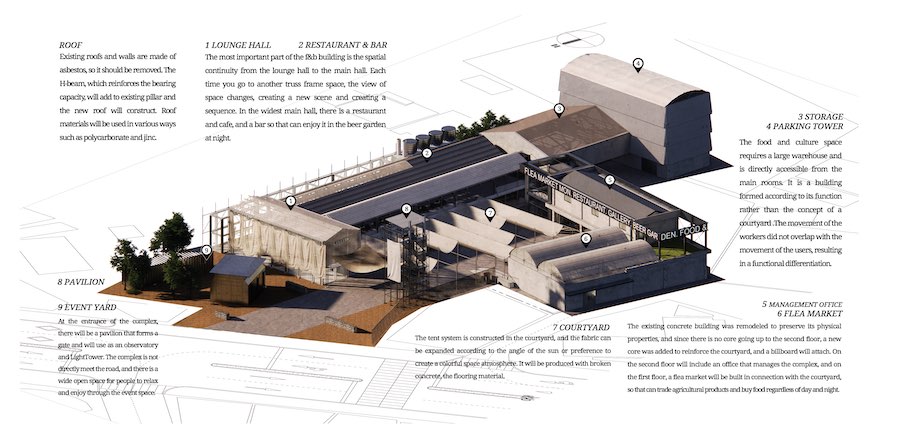 ROOF
Existing roofs and walls are made of
asbestos, so it should be removed. The
H-beam, which reinforces the bearing
capacity, will add to existing pillar and
the new roof will construct. Roof
materials will be used in various ways
such as polycarbonate and jinc.
1 LOUNGE HALL 2 RESTAURANT & BAR
The most important part of the f&b building is the spatial
continuity from the lounge hall to the main hall. Each
time you go to another truss frame space, the view of
space changes, creating a new scene and creating a
sequence. In the widest main hall, there is a restaurant
and cafe, and a bar so that can enjoy it in the beer garden
at night.
3 STORAGE
4 PARKING TOWER
The food and culture space
requires a large warehouse and
is directly accessible from the
main rooms. It is a building
formed according to its function
rather than the concept of a
courtyard .The movement of the
workers did not overlap with the
movement of the users, resulting
in a functional differentiation.
4
3
2
5
1
8
7
6
9
FLEA MARKET RESTAURANT GALLERY BEER GAR
DEN. FOOD &
8 PAVILION
9 EVENT YARD
At the entrance of the complex,
there will be a pavilion that forms a
gate and will use as an observatory
and LightTower. The complex is not
directly meet the road, and there is a
wide open space for people to relax
and enjoy through the event space.
7 COURTYARD
The tent system is constructed in the courtyard, and the fabric can
be expanded according to the angle of the sun or preference to
create a colorful space atmosphere. It will be produced with broken
concrete, the flooring material.
5 MANAGEMENT OFFICE
6 FLEA MARKET
The existing concrete building was remodeled to preserve its physical
properties, and since there is no core going up to the second floor, a new
core was added to reinforce the courtyard, and a billboard will attach. On
the second floor will include an office that manages the complex, and on
the first floor, a flea market will be built in connection with the courtyard,
so that can trade agricultural products and buy food regardless of day and night.